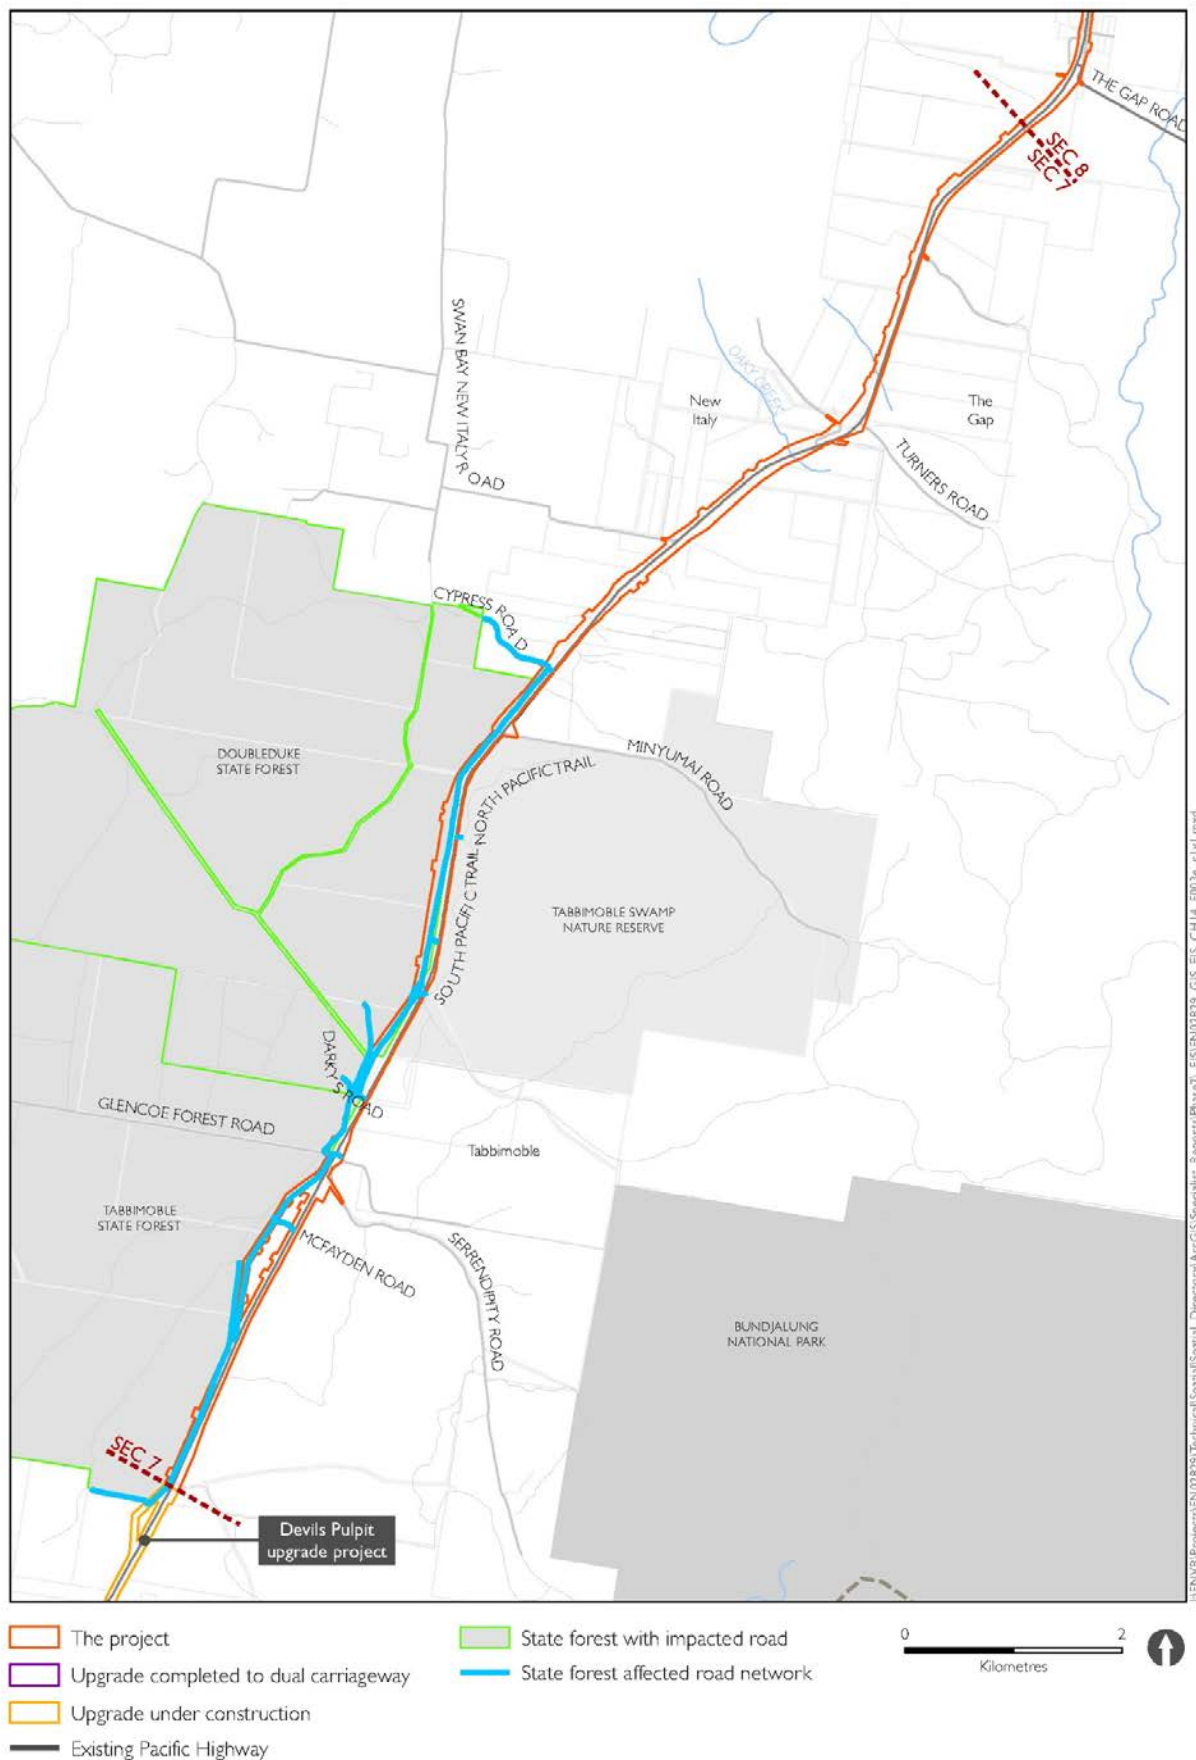 THE GAP ROAD
SEC 8
SEC 7
SWAN BAY NEW ITALY R OAD
OAKY CREEK
New
Italy
The
Gap
TURNERS ROAD
CYPRESS ROA D
DOUBLEDUKE
STATE FOREST
MINYUMAI ROAD
NORTH PACIFIC TRAIL
SOUTH PACIFIC TRAIL
TABBIMOBLE SWAMP
NATURE RESERVE
DARKY'S ROAD
GLENCOE FOREST ROAD
Tabbimoble
TABBIMOBLE
STATE FOREST
MCFAYDEN ROAD
SERRENDIPITY ROAD
BUNDJALUNG
NATIONAL PARK
SEC 7
Devils Pulpit
upgrade project
The project
Upgrade completed to dual carriageway
Upgrade under construction
Existing Pacific Highway
State forest with impacted road
State forest affected road network
0 2
Kilometres